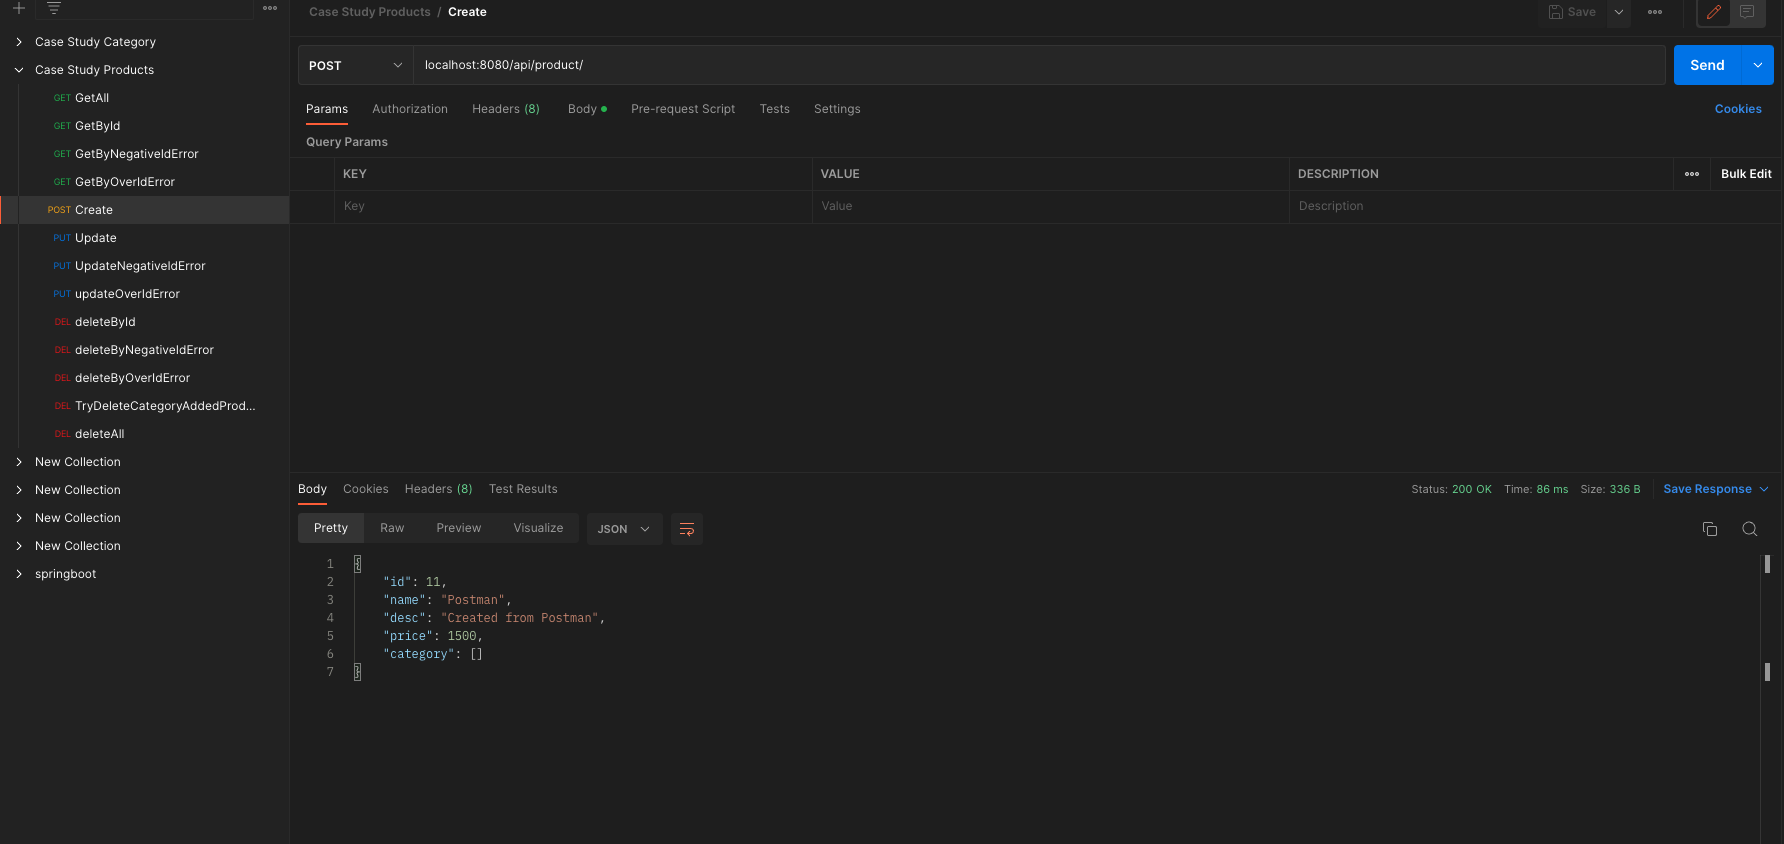 Case Study Category
Case Study Products
GET GetAll
GET GetById
GET GetByNegativeIdError
GET GetByOverIdError
POST Create
PUT Update
PUT UpdateNegativeIdError
PUT updateOverIdError
DEL deleteById
DEL deleteByNegativeIdError
DEL deleteByOverIdError
DEL TryDeleteCategoryAddedProd...
DEL deleteAll
New Collection
New Collection
New Collection
New Collection
springboot
Case Study Products / Create
Save
POST localhost:8080/api/product/ Send
Params Authorization Headers (8) Body Pre-request Script Tests Settings Cookies
Query Params
KEY VALUE DESCRIPTION Bulk Edit
Key Value Description
Body Cookies Headers (8) Test Results Status: 200 OK Time: 86 ms Size: 336 B Save Response
Pretty Raw Preview Visualize JSON
1 {
2 "id": 11,
3 "name": "Postman",
4 "desc": "Created from Postman",
5 "price": 1500,
6 "category": []
7 }